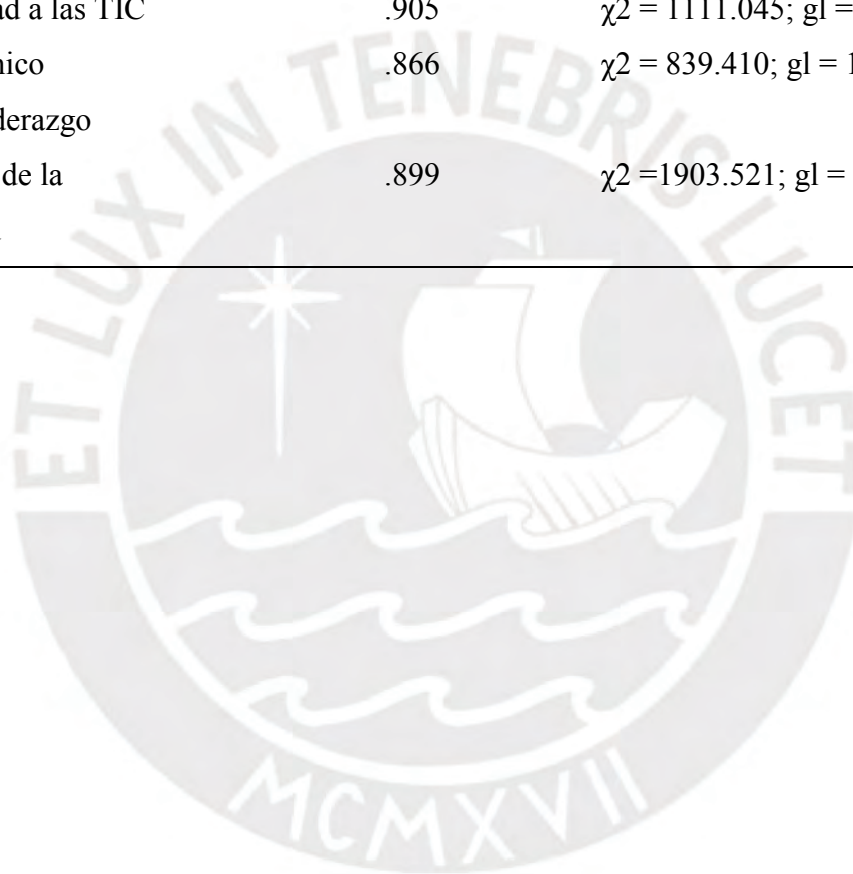 ad a las TIC .905 χ2 = 1111.045; gl =
nico .866 χ2 = 839.410; gl = 1
derazgo
de la .899 χ2 =1903.521; gl =
ET LUX IN TENEBRIS LUCET
MCMXVII